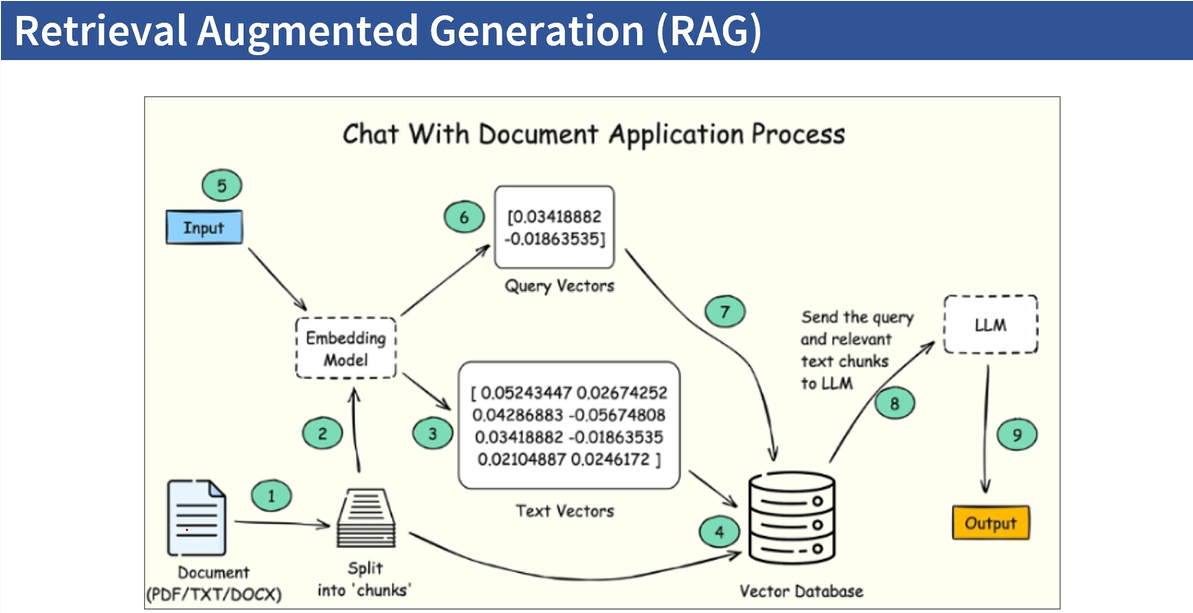 Retrieval Augmented Generation (RAG)
Chat With Document Application Process
5
Input
6
[0.03418882
-0.01863535]
Query Vectors
7
Embedding
Model
Send the query
and relevant
text chunks
to LLM
LLM
8
2
3
[ 0.05243447 0.02674252
0.04286883 -0.05674808
0.03418882 -0.01863535
0.02104887 0.0246172 ]
Text Vectors
9
1
Document
(PDF/TXT/DOCX)
Split
into 'chunks'
4
Vector Database
Output